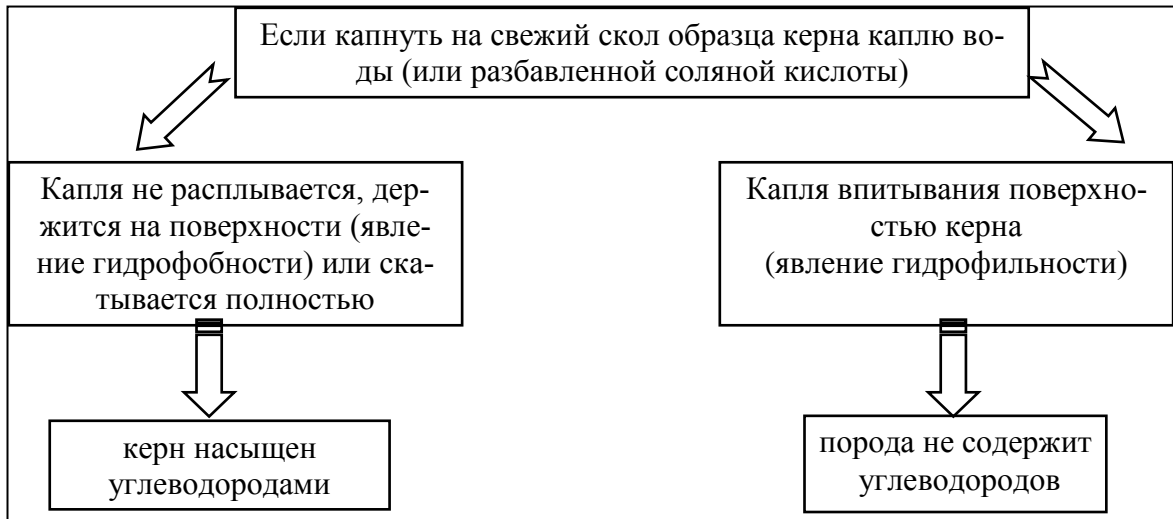 Если капнуть на свежий скол образца керна каплю во-
ды (или разбавленной соляной кислоты)
Капля не расплывается, дер-
жится на поверхности (явле-
ние гидрофобности) или ска-
тывается полностью
Капля впитывания поверхно-
стью керна
(явление гидрофильности)
керн насыщен
углеводородами
порода не содержит
углеводородов